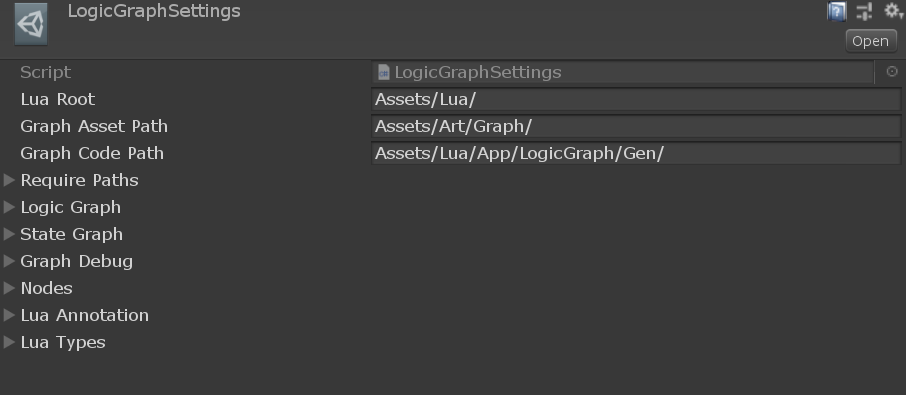 LogicGraphSettings
Open
Script LogicGraphSettings
Lua Root Assets/Lua/
Graph Asset Path Assets/Art/Graph/
Graph Code Path Assets/Lua/App/LogicGraph/Gen/
Require Paths
Logic Graph
State Graph
Graph Debug
Nodes
Lua Annotation
Lua Types